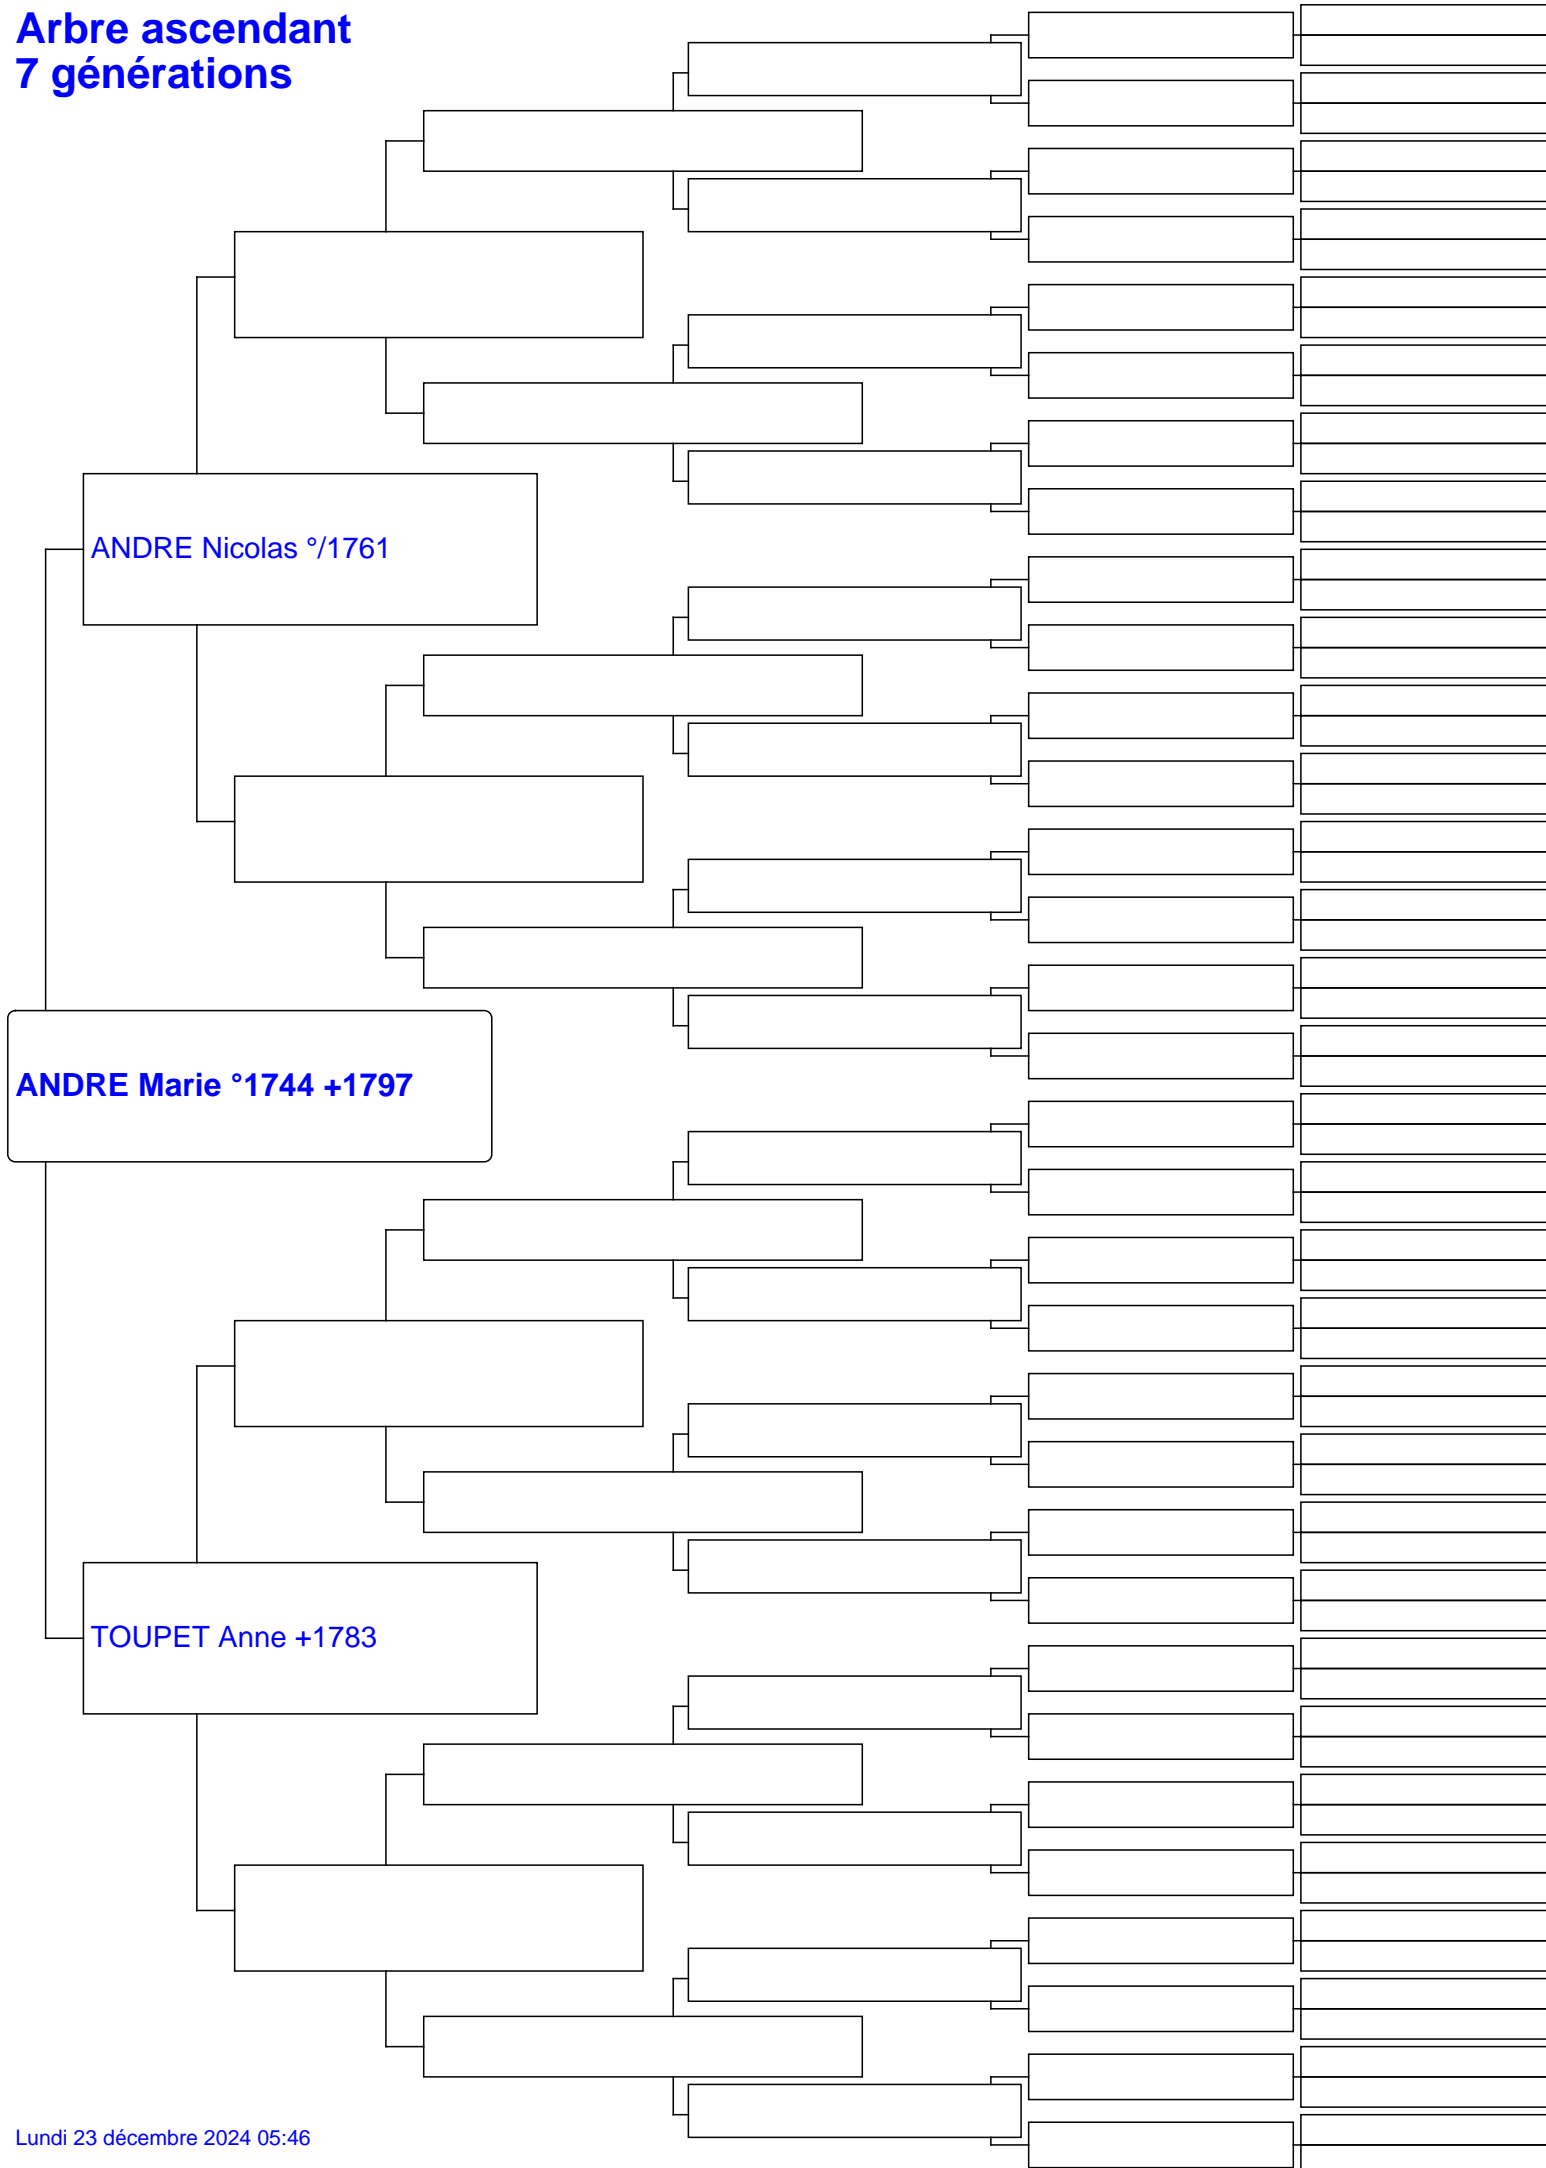 Arbre ascendant
7 générations
ANDRE Nicolas °/1761
ANDRE Marie °1744 +1797
TOUPET Anne +1783
Lundi 23 décembre 2024 05:46